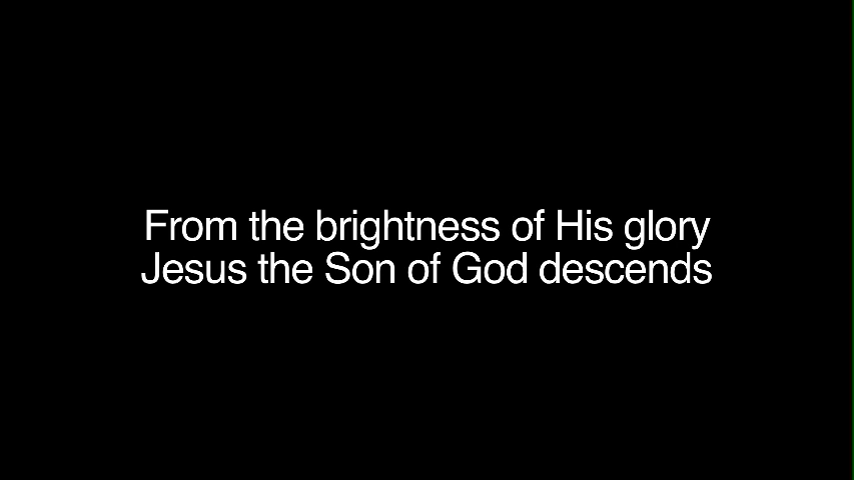 From the brightness of His glory
Jesus the Son of God descends